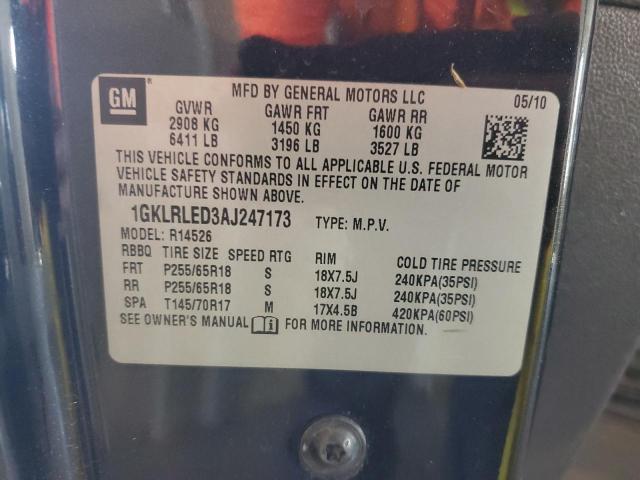 GM ®
MFD BY GENERAL MOTORS LLC 05/10
GVWR GAWR FRT GAWR RR
2908 KG 1450 KG 1600 KG
6411 LB 3196 LB 3527 LB
THIS VEHICLE CONFORMS TO ALL APPLICABLE U.S. FEDERAL MOTOR
VEHICLE SAFETY STANDARDS IN EFFECT ON THE DATE OF
MANUFACTURE SHOWN ABOVE.
1GKLRLED3AJ247173 TYPE: M.P.V.
MODEL: R14526
RBBQ TIRE SIZE SPEED RTG RIM COLD TIRE PRESSURE
FRT P255/65R18 S 18X7.5J 240KPA(35PSI)
RR P255/65R18 S 18X7.5J 240KPA(35PSI)
SPA T145/70R17 M 17X4.5B 420KPA(60PSI)
SEE OWNER'S MANUAL FOR MORE INFORMATION.